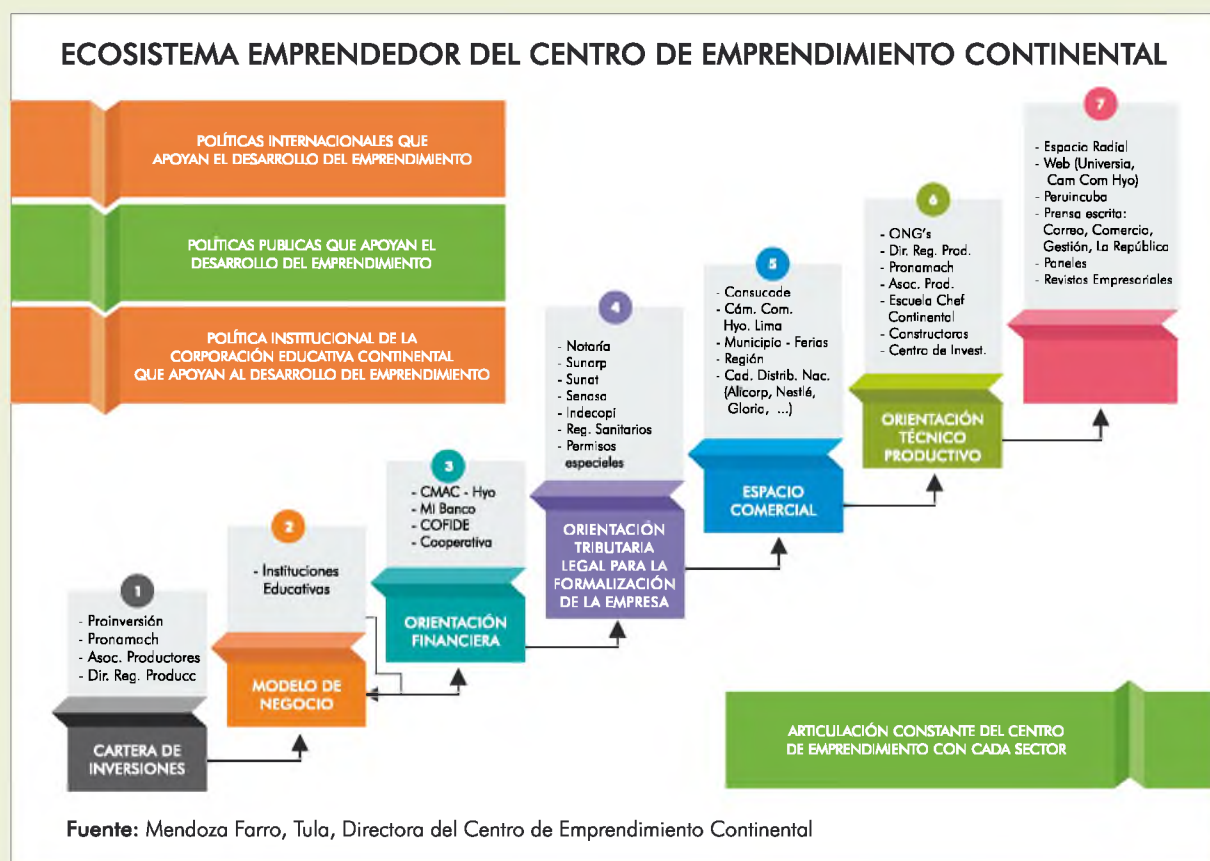 ECOSISTEMA EMPRENDEDOR DEL CENTRO DE EMPRENDIMIENTO CONTINENTAL
POLÍTICAS INTERNACIONALES QUE
APOYAN EL DESARROLLO DEL EMPRENDIMIENTO
POLÍTICAS PUBLICAS QUE APOYAN EL
DESARROLLO DEL EMPRENDIMIENTO
POLÍTICA INSTITUCIONAL DE LA
CORPORACIÓN EDUCATIVA CONTINENTAL
QUE APOYAN AL DESARROLLO DEL EMPRENDIMIENTO
1
- Proinversión
- Pronamach
- Asoc. Productores
- Dir. Reg. Producc
CARTERA DE
INVERSIONES
2
- Instituciones
Educativas
MODELO DE
NEGOCIO
3
- CMAC - Hyo
- Mi Banco
- COFIDE
- Cooperativa
ORIENTACIÓN
FINANCIERA
4
- Notaría
- Sunarp
- Sunat
- Senasa
- Indecopi
- Reg. Sanitarios
- Permisos
especieles
ORIENTACIÓN
TRIBUTARIA
LEGAL PARA LA
FORMALIZACIÓN
DE LA EMPRESA
5
- Consucode
- Cám. Com.
Hyo. Lima
- Municipio - Ferias
- Región
- Cad. Distrib. Nac.
(Alicorp, Nestlé,
Gloria, ...)
ESPACIO
COMERCIAL
6
- ONG's
- Dir. Reg. Prod.
- Pronamach
- Asoc. Prod.
- Escuela Chef
Continental
- Constructoras
- Centro de Invest.
ORIENTACIÓN
TÉCNICO
PRODUCTIVO
7
- Espacio Radial
- Web (Universia,
Cam Com Hyo)
- Peruincuba
- Prensa escrita:
Correo, Comercio,
Gestión, La República
- Paneles
- Revistas Empresariales
ARTICULACIÓN CONSTANTE DEL CENTRO
DE EMPRENDIMIENTO CON CADA SECTOR
Fuente: Mendoza Farro, Tula, Directora del Centro de Emprendimiento Continental